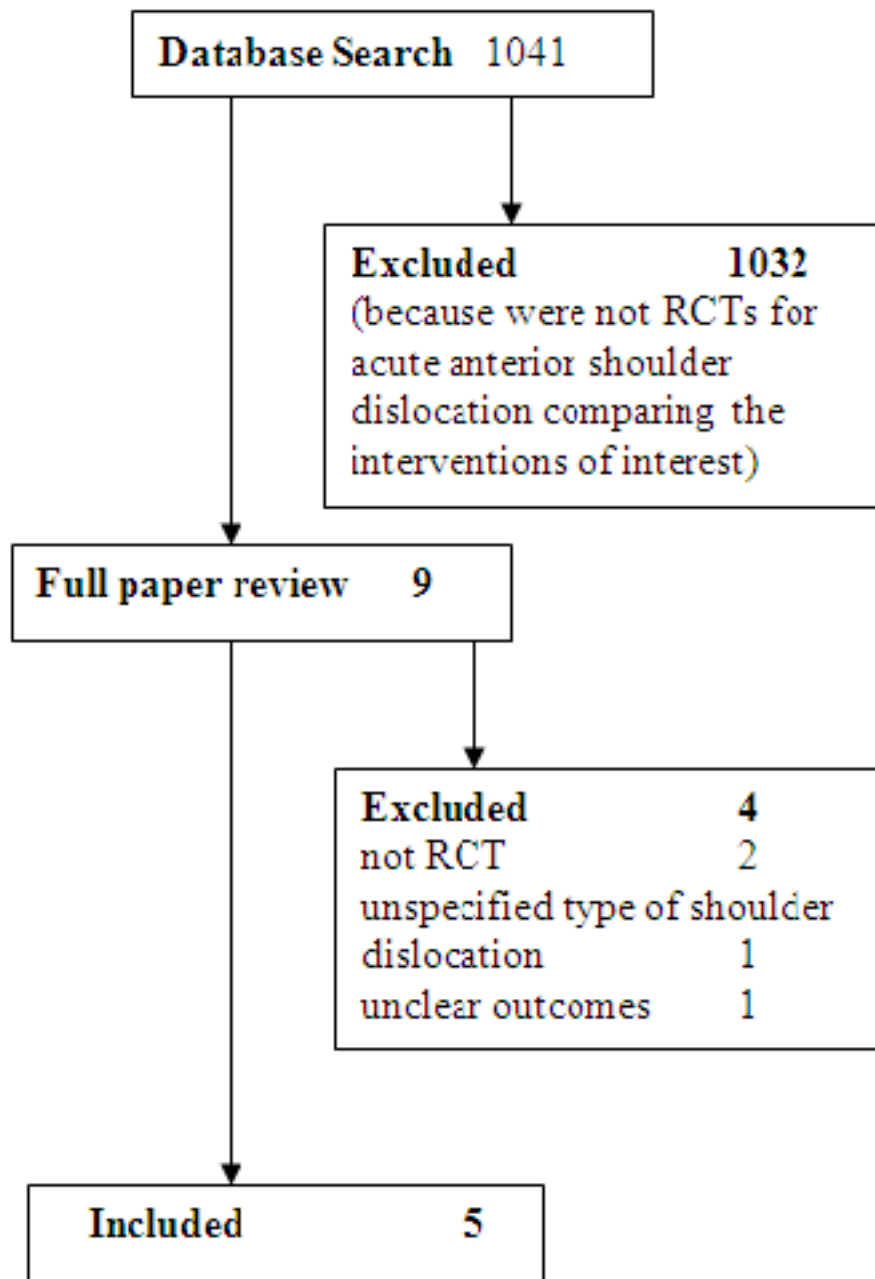 Database Search 1041
Excluded 1032
(because were not RCTs for
acute anterior shoulder
dislocation comparing the
interventions of interest)
Full paper review 9
Excluded 4
not RCT 2
unspecified type of shoulder
dislocation 1
unclear outcomes 1
Included 5